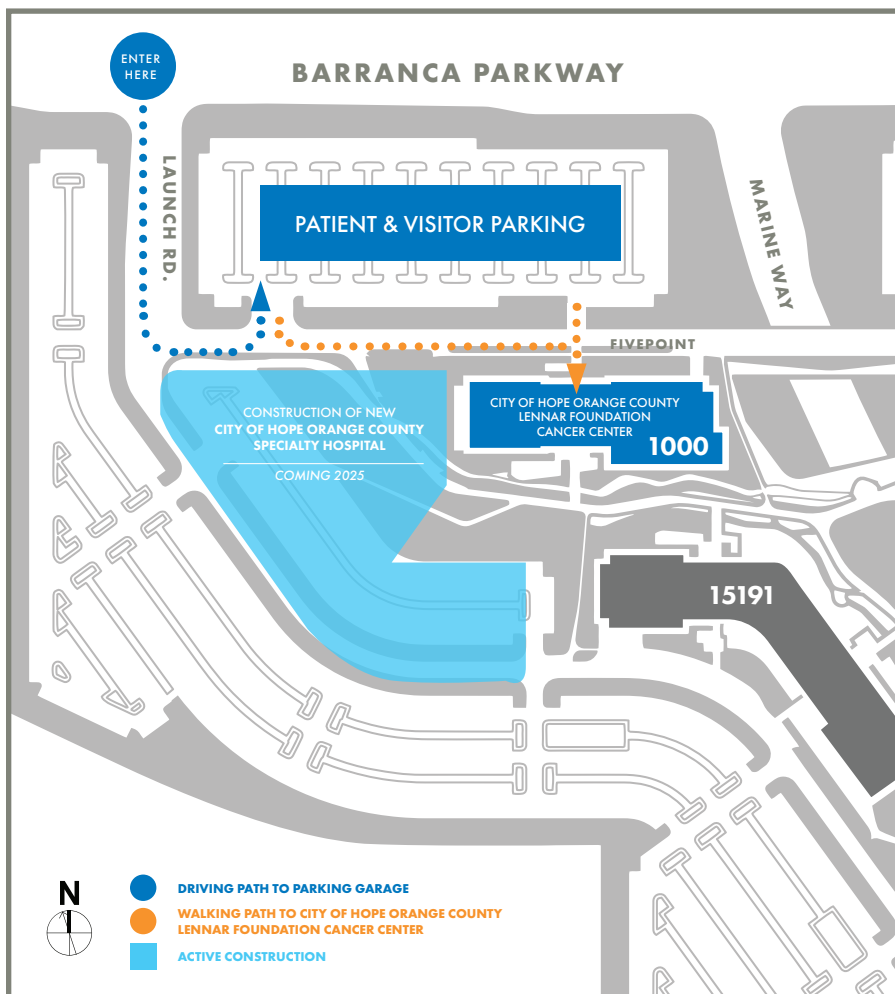 ENTER
HERE
BARRANCA PARKWAY
LAUNCH RD.
PATIENT & VISITOR PARKING
MARINE WAY
FIVEPOINT
CONSTRUCTION OF NEW
CITY OF HOPE ORANGE COUNTY
SPECIALTY HOSPITAL
COMING 2025
CITY OF HOPE ORANGE COUNTY
LENNAR FOUNDATION
CANCER CENTER
1000
15191
N
DRIVING PATH TO PARKING GARAGE
WALKING PATH TO CITY OF HOPE ORANGE COUNTY
LENNAR FOUNDATION CANCER CENTER
ACTIVE CONSTRUCTION